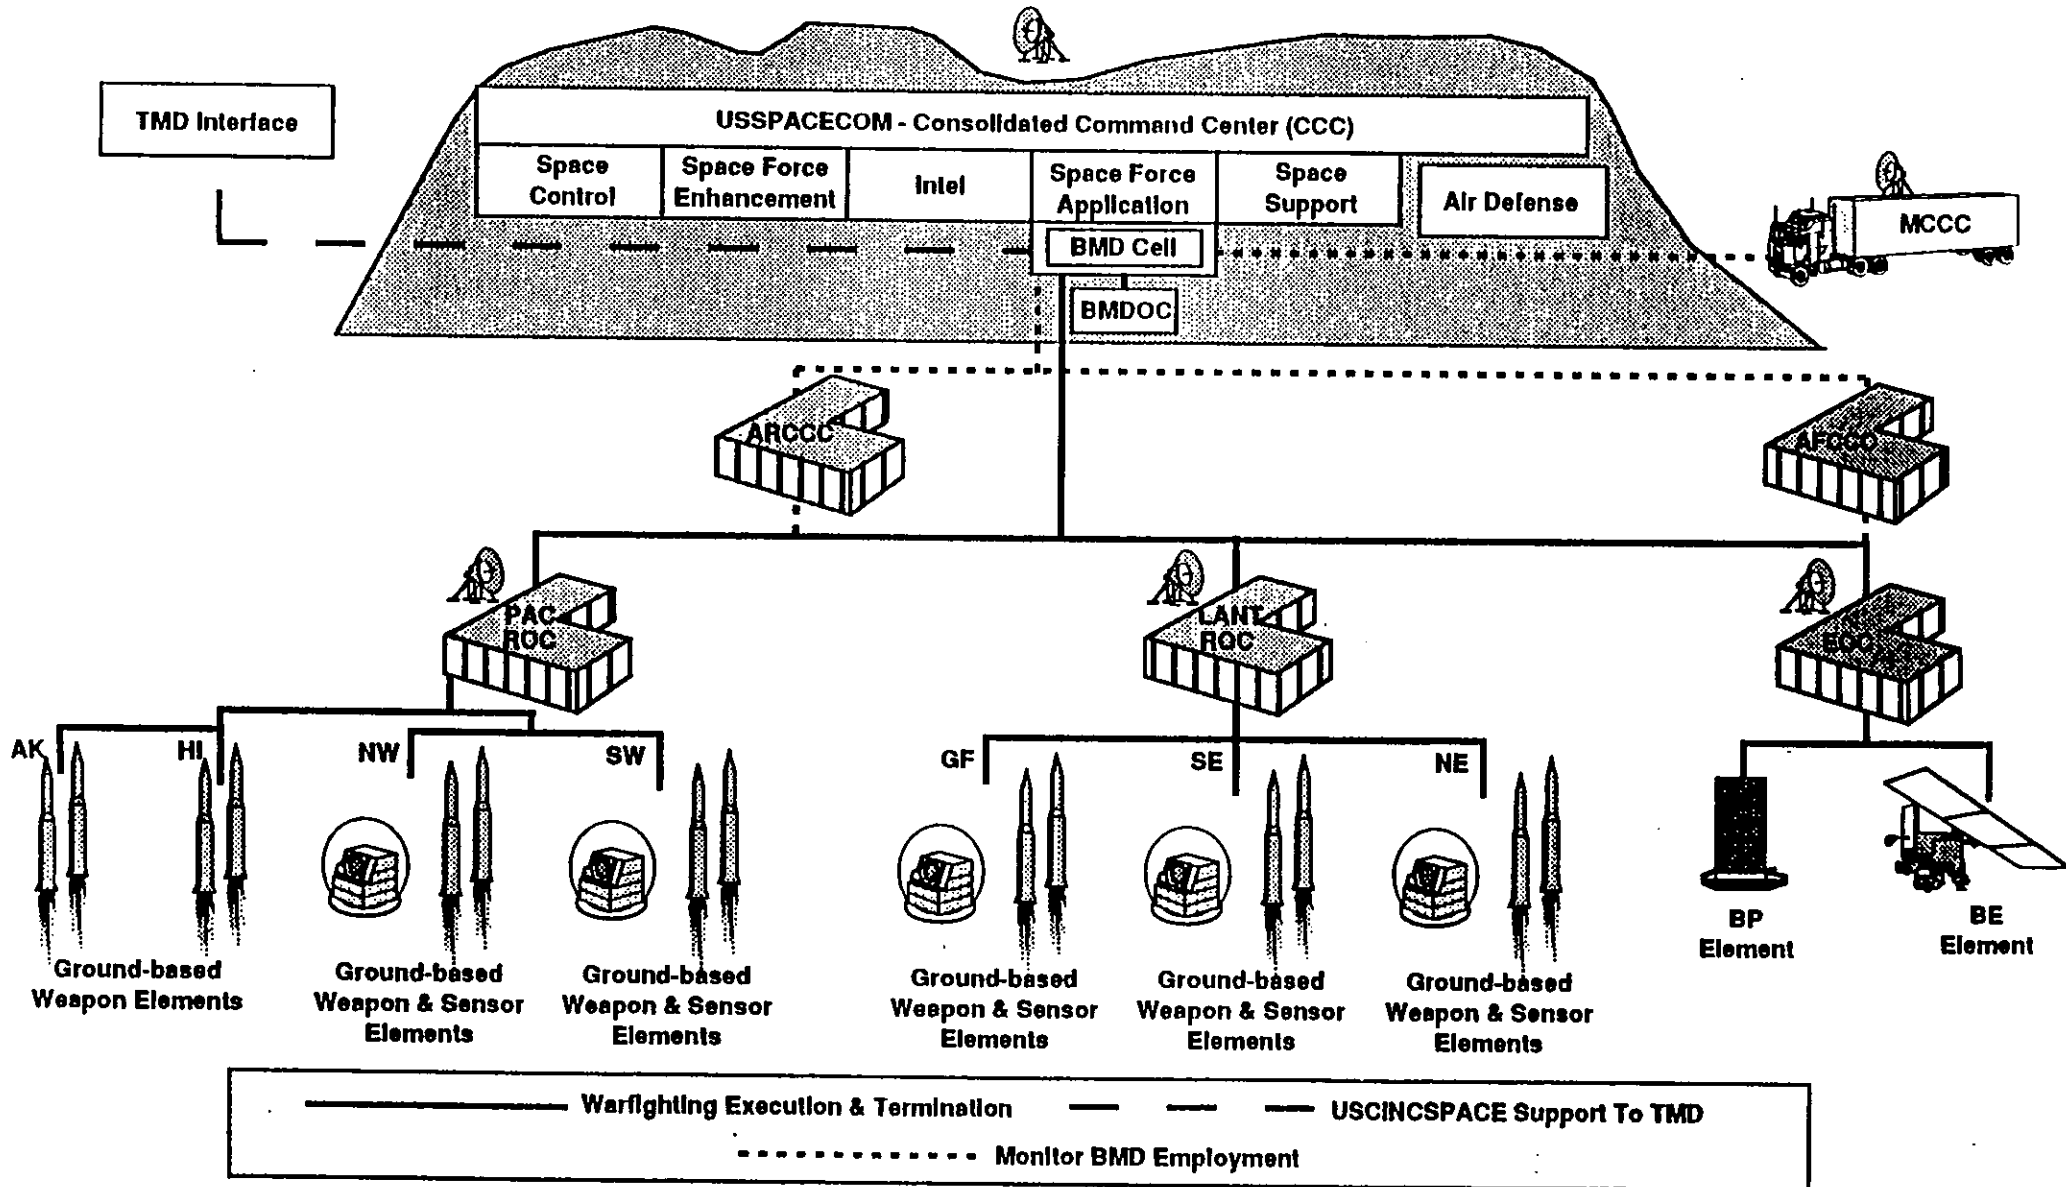 TMD Interface
USSPACECOM - Consolidated Command Center (CCC)
Space
Control
Space Force
Enhancement
Intel
Space Force
Application
Space
Support
Air Defense
MCCC
BMD Cell
BMDOC
ARCCC
AFCCC
PAC
ROC
LANT
ROC
EOC
AK
HI
NW
SW
GF
SE
NE
Ground-based
Weapon Elements
Ground-based
Weapon & Sensor
Elements
Ground-based
Weapon & Sensor
Elements
Ground-based
Weapon & Sensor
Elements
Ground-based
Weapon & Sensor
Elements
Ground-based
Weapon & Sensor
Elements
BP
Element
BE
Element
Warfighting Execution & Termination
USCINCSPACE Support To TMD
Monitor BMD Employment